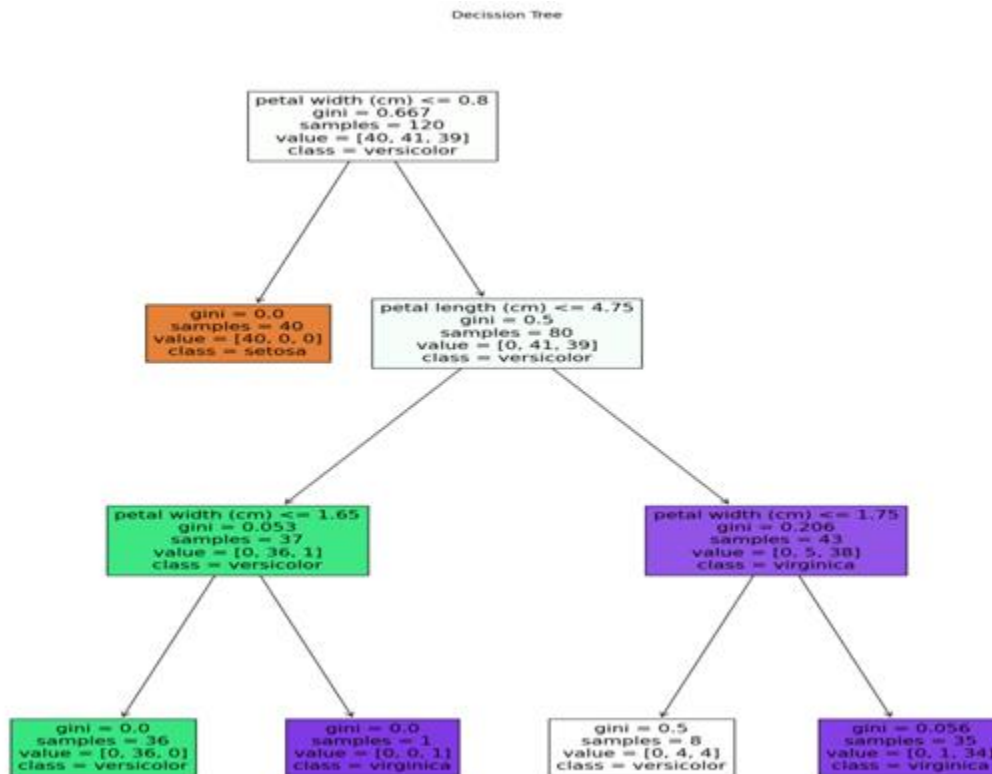 Decission Tree
petal width (cm) <= 0.8
gini = 0.667
samples = 120
value = [40, 41, 39]
class = versicolor
gini = 0.0
samples = 40
value = [40, 0, 0]
class = setosa
petal length (cm) <= 4.75
gini = 0.5
samples = 80
value = [0, 41, 39]
class = versicolor
petal width (cm) <= 1.65
gini = 0.053
samples = 37
value = [0, 36, 1]
class = versicolor
petal width (cm) <= 1.75
gini = 0.206
samples = 43
value = [0, 5, 38]
class = virginica
gini = 0.0
samples = 36
value = [0, 36, 0]
class = versicolor
gini = 0.0
samples = 1
value = [0, 0, 1]
class = virginica
gini = 0.5
samples = 8
value = [0, 4, 4]
class = versicolor
gini = 0.056
samples = 35
value = [0, 1, 34]
class = virginica